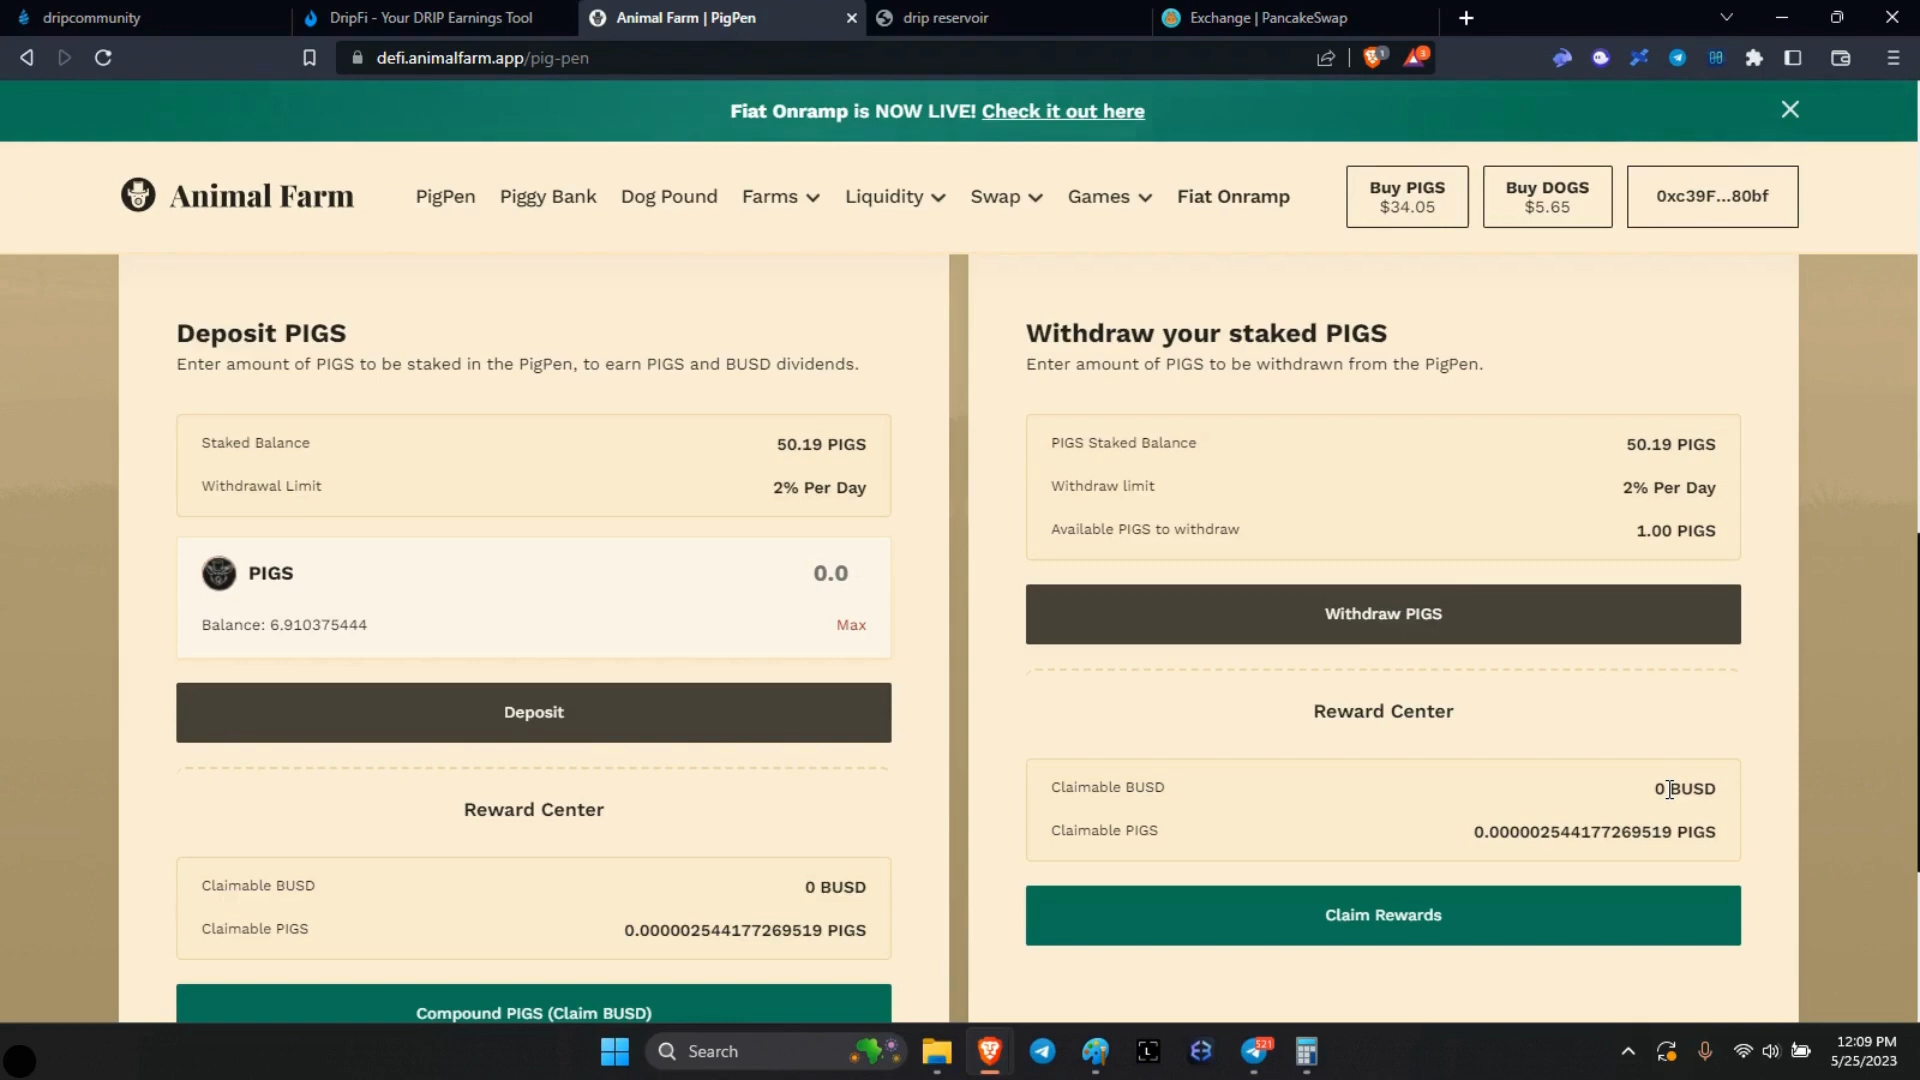 dripcommunity
DripFi - Your DRIP Earnings Tool
Animal Farm | PigPen
drip reservoir
Exchange | PancakeSwap
defi.animalfarm.app/pig-pen
1
3
Fiat Onramp is NOW LIVE! Check it out here
Animal Farm
PigPen
Piggy Bank
Dog Pound
Farms
Liquidity
Swap
Games
Fiat Onramp
Buy PIGS
$34.05
Buy DOGS
$5.65
0xc39F...80bf
Deposit PIGS
Enter amount of PIGS to be staked in the PigPen, to earn PIGS and BUSD dividends.
Staked Balance
50.19 PIGS
Withdrawal Limit
2% Per Day
PIGS
0.0
Balance: 6.910375444
Max
Deposit
Reward Center
Claimable BUSD
0 BUSD
Claimable PIGS
0.000002544177269519 PIGS
Compound PIGS (Claim BUSD)
Withdraw your staked PIGS
Enter amount of PIGS to be withdrawn from the PigPen.
PIGS Staked Balance
50.19 PIGS
Withdraw limit
2% Per Day
Available PIGS to withdraw
1.00 PIGS
Withdraw PIGS
Reward Center
Claimable BUSD
0 BUSD
Claimable PIGS
0.000002544177269519 PIGS
Claim Rewards
Search
L
521
12:09 PM
5/25/2023